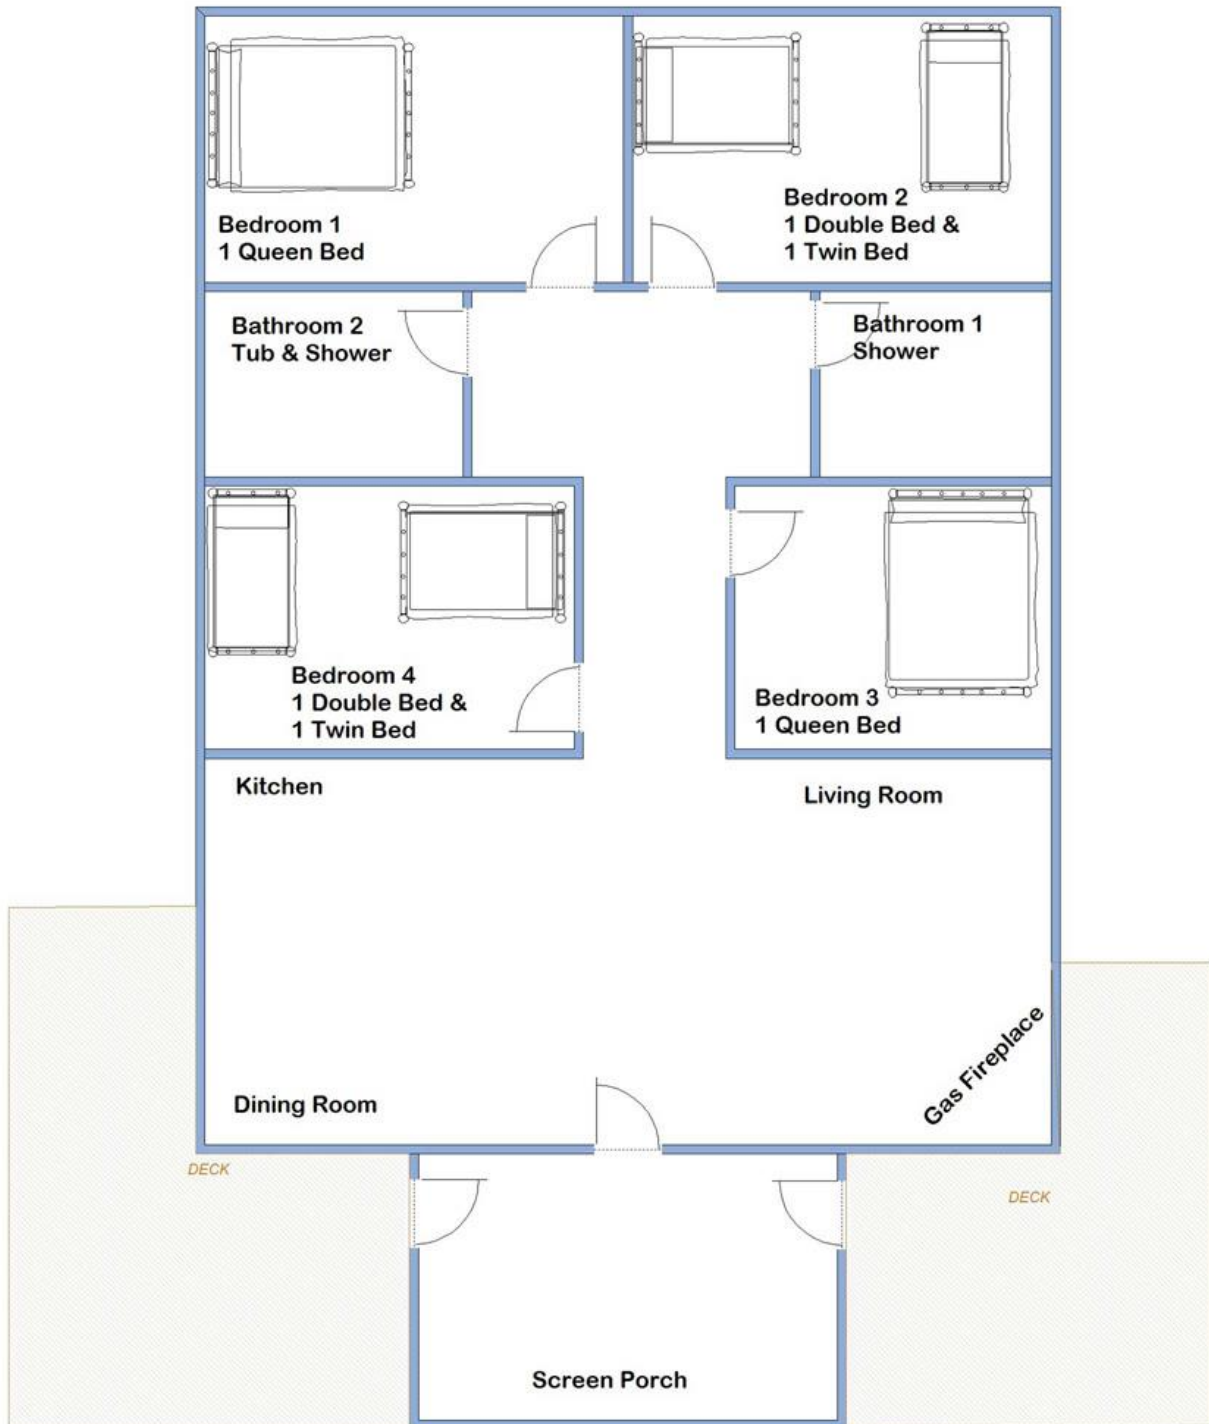 Bedroom 1
1 Queen Bed
Bedroom 2
1 Double Bed &
1 Twin Bed
Bathroom 2
Tub & Shower
Bathroom 1
Shower
Bedroom 4
1 Double Bed &
1 Twin Bed
Bedroom 3
1 Queen Bed
Kitchen
Living Room
Gas Fireplace
Dining Room
DECK
DECK
Screen Porch